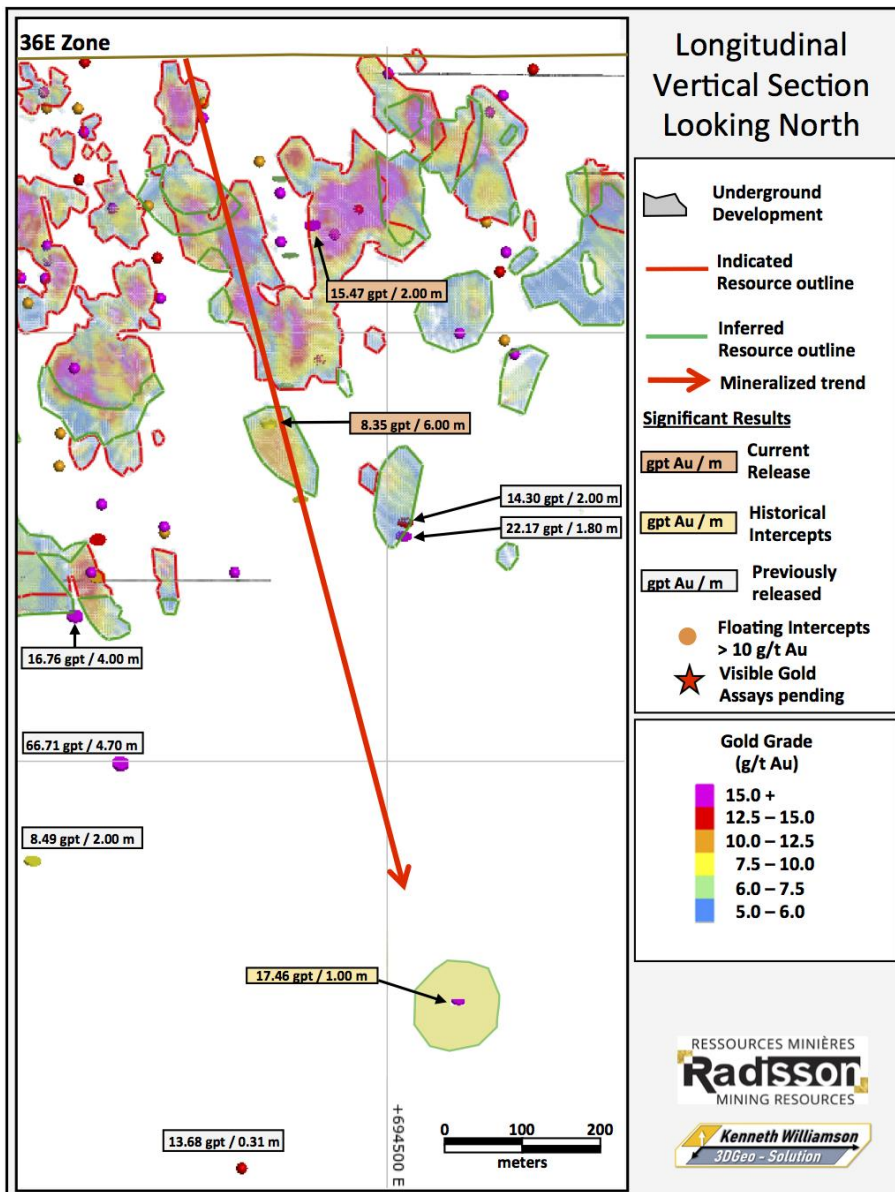 36E Zone
15.47 gpt / 2.00 m
8.35 gpt / 6.00 m
14.30 gpt / 2.00 m
22.17 gpt / 1.80 m
16.76 gpt / 4.00 m
66.71 gpt / 4.70 m
8.49 gpt / 2.00 m
17.46 gpt / 1.00 m
13.68 gpt / 0.31 m
+694500 E
0 100 200
meters
Longitudinal
Vertical Section
Looking North
Underground
Development
Indicated
Resource outline
Inferred
Resource outline
Mineralized trend
Significant Results
gpt Au / m Current
Release
gpt Au / m Historical
Intercepts
gpt Au / m Previously
released
Floating Intercepts
> 10 g/t Au
Visible Gold
Assays pending
Gold Grade
(g/t Au)
15.0 +
12.5 – 15.0
10.0 – 12.5
7.5 – 10.0
6.0 – 7.5
5.0 – 6.0
RESSOURCES MINIÈRES
Radisson
MINING RESOURCES
Kenneth Williamson
3DGeo - Solution